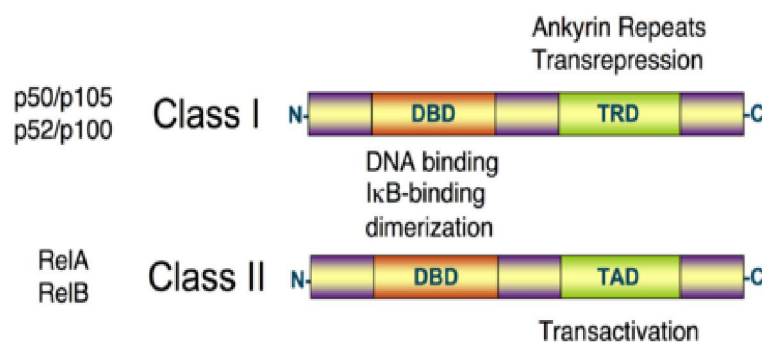 Ankyrin Repeats
Transrepression
p50/p105
p52/p100
Class I
N- DBD TRD -C
DNA binding
IκB-binding
dimerization
RelA
RelB
Class II
N- DBD TAD -C
Transactivation